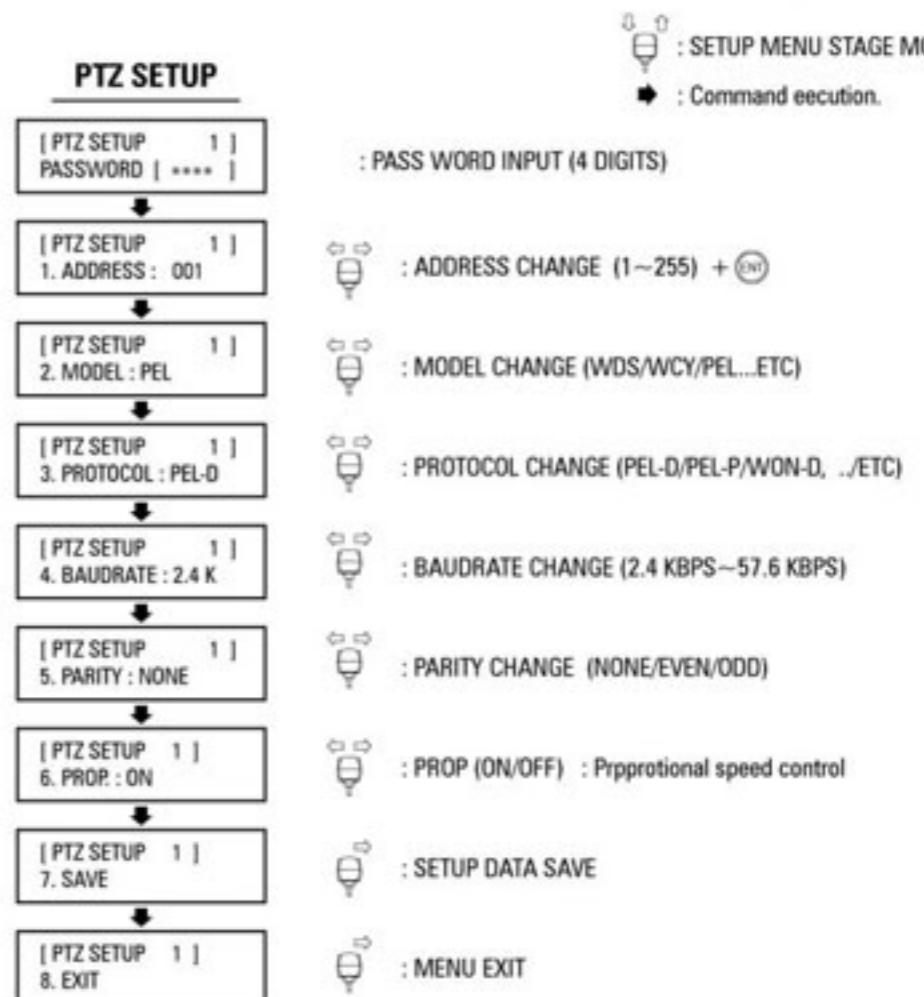 : SETUP MENU STAGE MO
PTZ SETUP
: Command eecution.
[ PTZ SETUP 1 ]
PASSWORD [ **** ]
: PASS WORD INPUT (4 DIGITS)
[ PTZ SETUP 1 ]
1. ADDRESS : 001
: ADDRESS CHANGE (1~255) + ENT
[ PTZ SETUP 1 ]
2. MODEL : PEL
: MODEL CHANGE (WDS/WCY/PEL...ETC)
[ PTZ SETUP 1 ]
3. PROTOCOL : PEL-D
: PROTOCOL CHANGE (PEL-D/PEL-P/WON-D, ../ETC)
[ PTZ SETUP 1 ]
4. BAUDRATE : 2.4 K
: BAUDRATE CHANGE (2.4 KBPS~57.6 KBPS)
[ PTZ SETUP 1 ]
5. PARITY : NONE
: PARITY CHANGE (NONE/EVEN/ODD)
[ PTZ SETUP 1 ]
6. PROP. : ON
: PROP (ON/OFF) : Prpprotional speed control
[ PTZ SETUP 1 ]
7. SAVE
: SETUP DATA SAVE
[ PTZ SETUP 1 ]
8. EXIT
: MENU EXIT